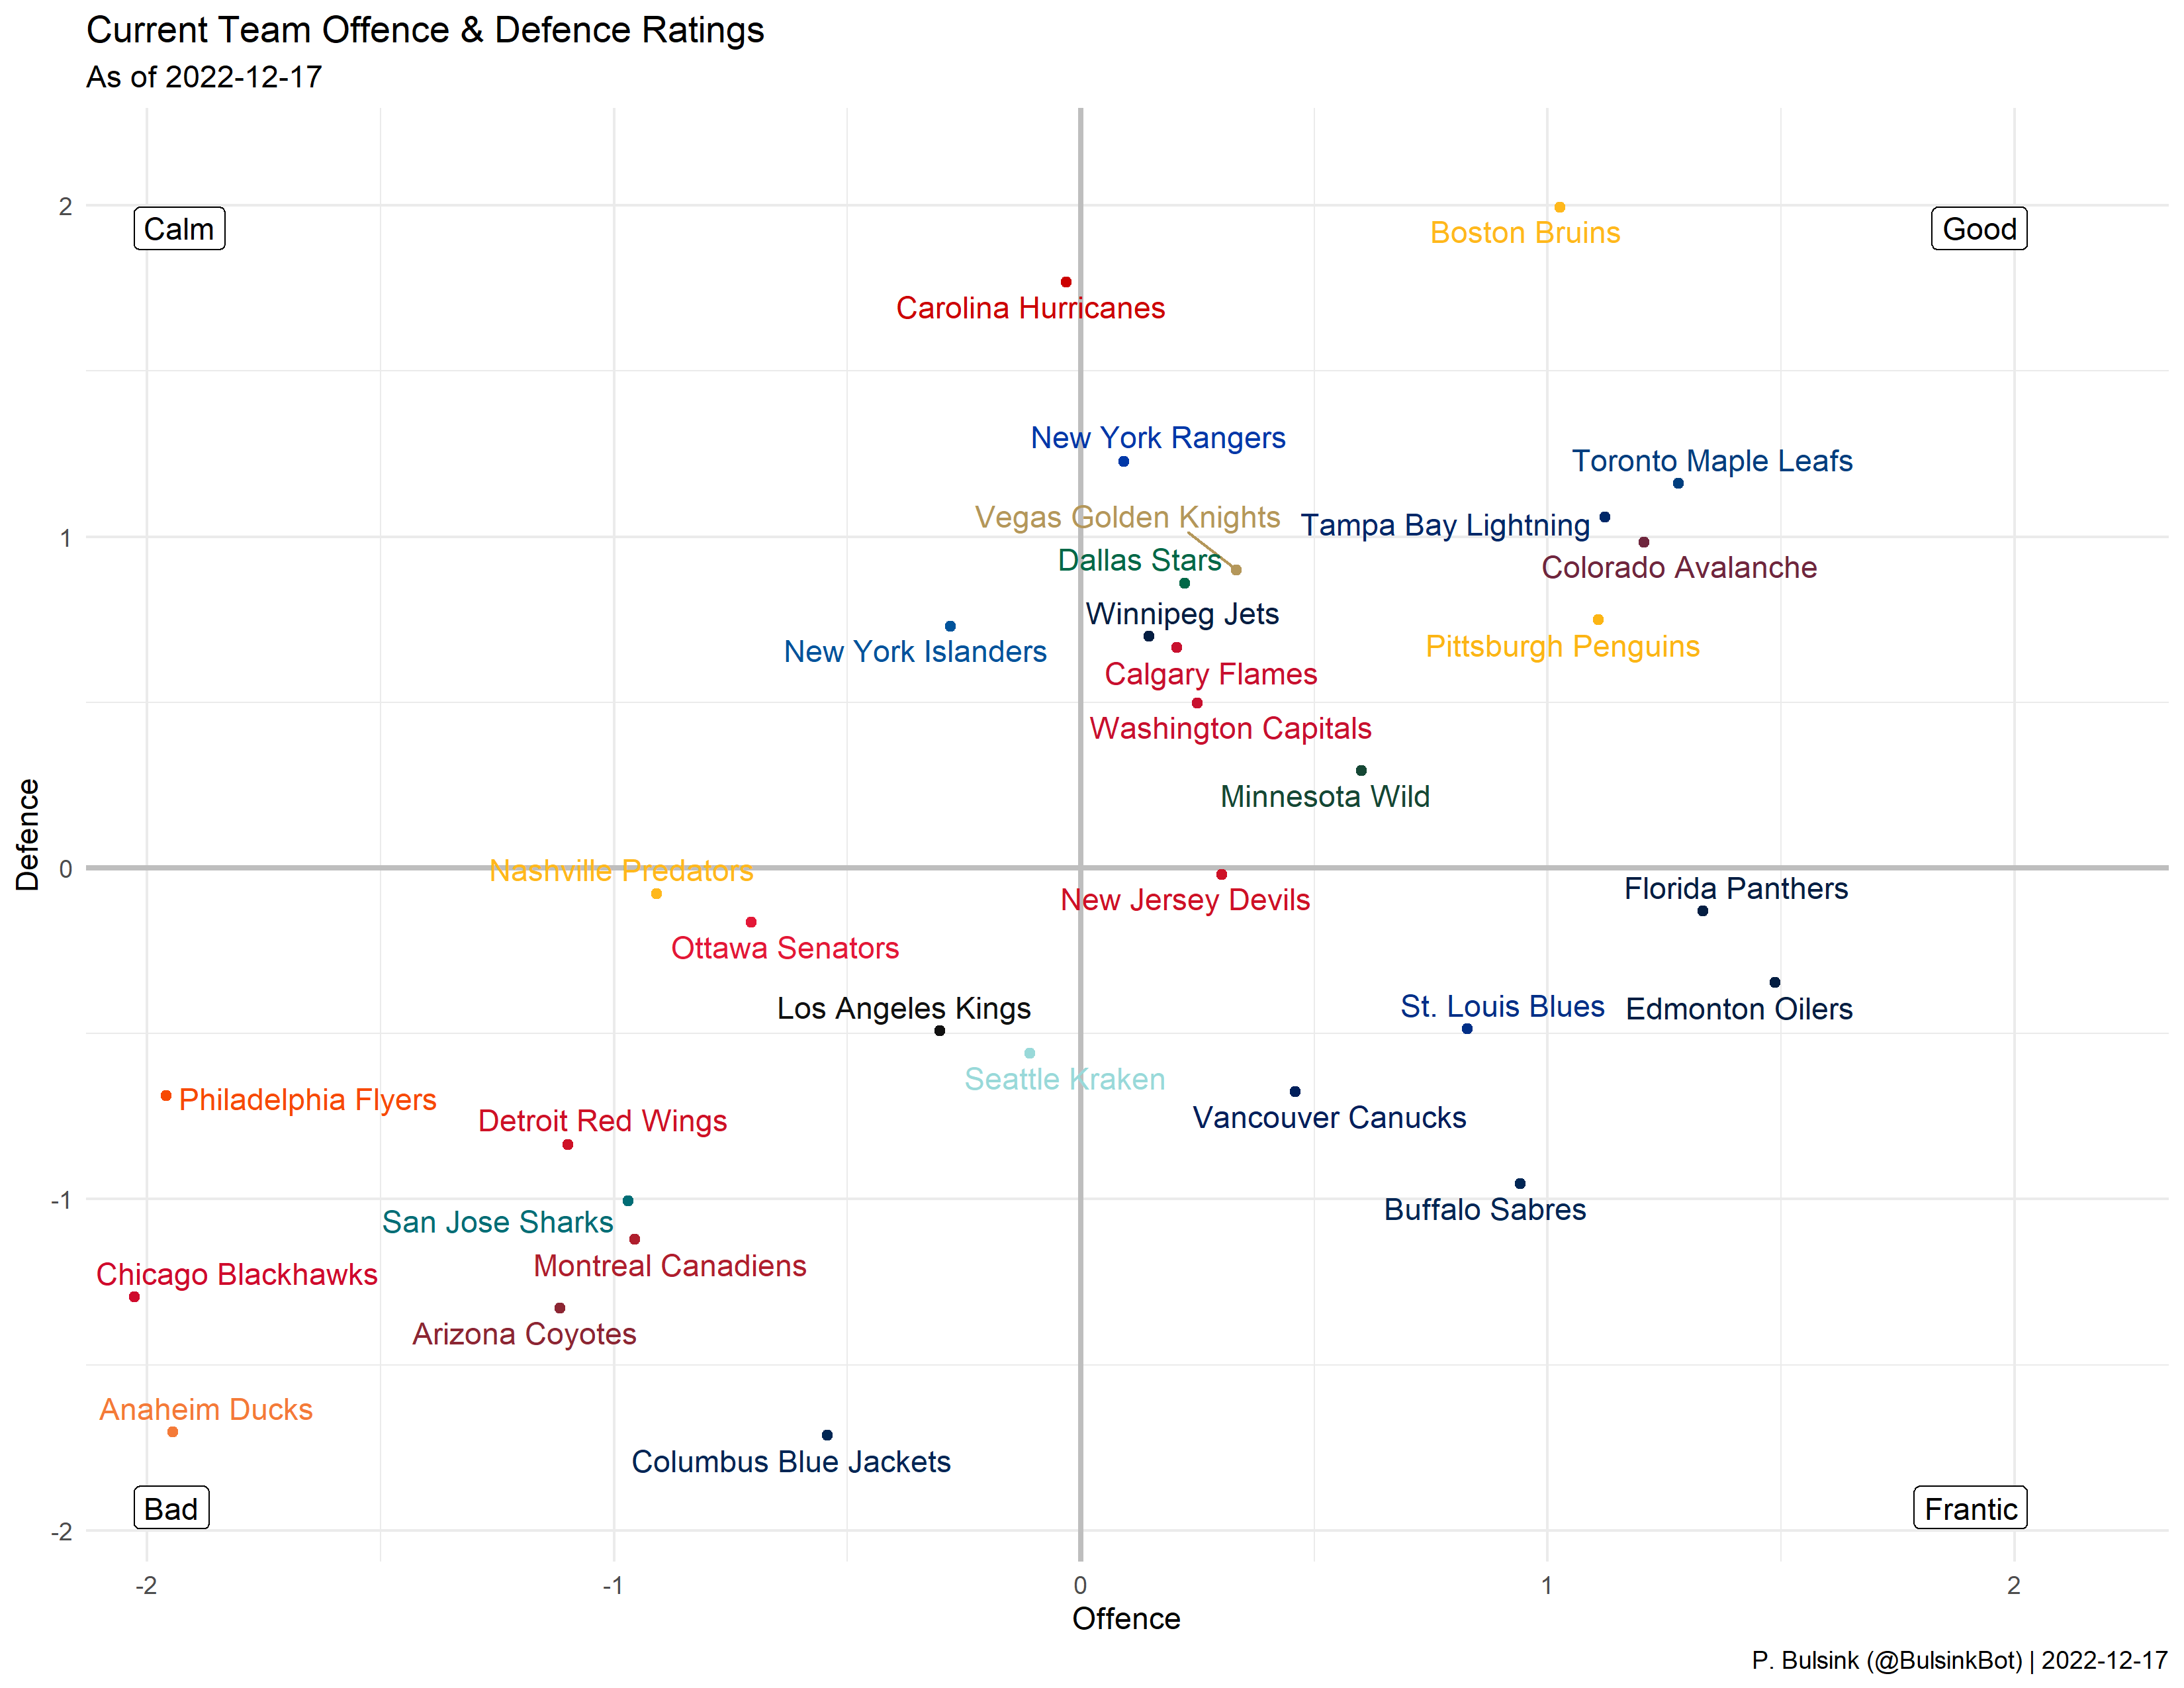 Current Team Offence & Defence Ratings
As of 2022-12-17
2
Calm
Good
Boston Bruins
Carolina Hurricanes
New York Rangers
Toronto Maple Leafs
Vegas Golden Knights
Tampa Bay Lightning
1
Dallas Stars
Colorado Avalanche
Winnipeg Jets
New York Islanders
Pittsburgh Penguins
Calgary Flames
Washington Capitals
Minnesota Wild
Defence
0
Nashville Predators
Florida Panthers
New Jersey Devils
Ottawa Senators
Los Angeles Kings
St. Louis Blues
Edmonton Oilers
Seattle Kraken
Philadelphia Flyers
Detroit Red Wings
Vancouver Canucks
-1
San Jose Sharks
Buffalo Sabres
Montreal Canadiens
Chicago Blackhawks
Arizona Coyotes
Anaheim Ducks
Columbus Blue Jackets
Bad
Frantic
-2
-2 -1 0 1 2
Offence
P. Bulsink (@BulsinkBot) | 2022-12-17